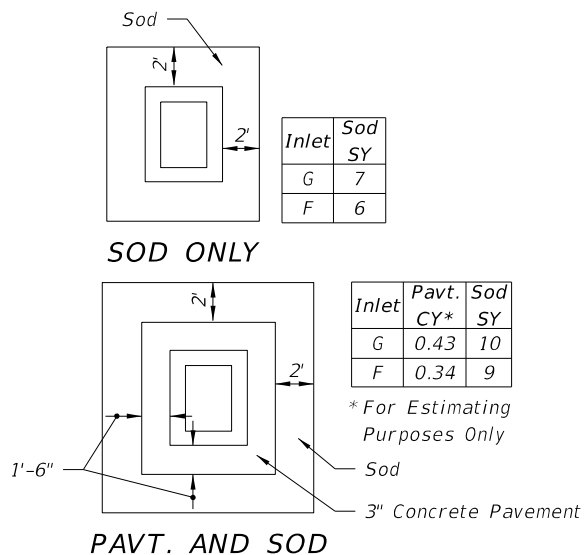 Sod
2'
2'
Inlet Sod SY
G 7
F 6
SOD ONLY
2'
2'
1'-6"
Inlet Pavt. CY* Sod SY
G 0.43 10
F 0.34 9
* For Estimating
Purposes Only
Sod
3" Concrete Pavement
PAVT. AND SOD